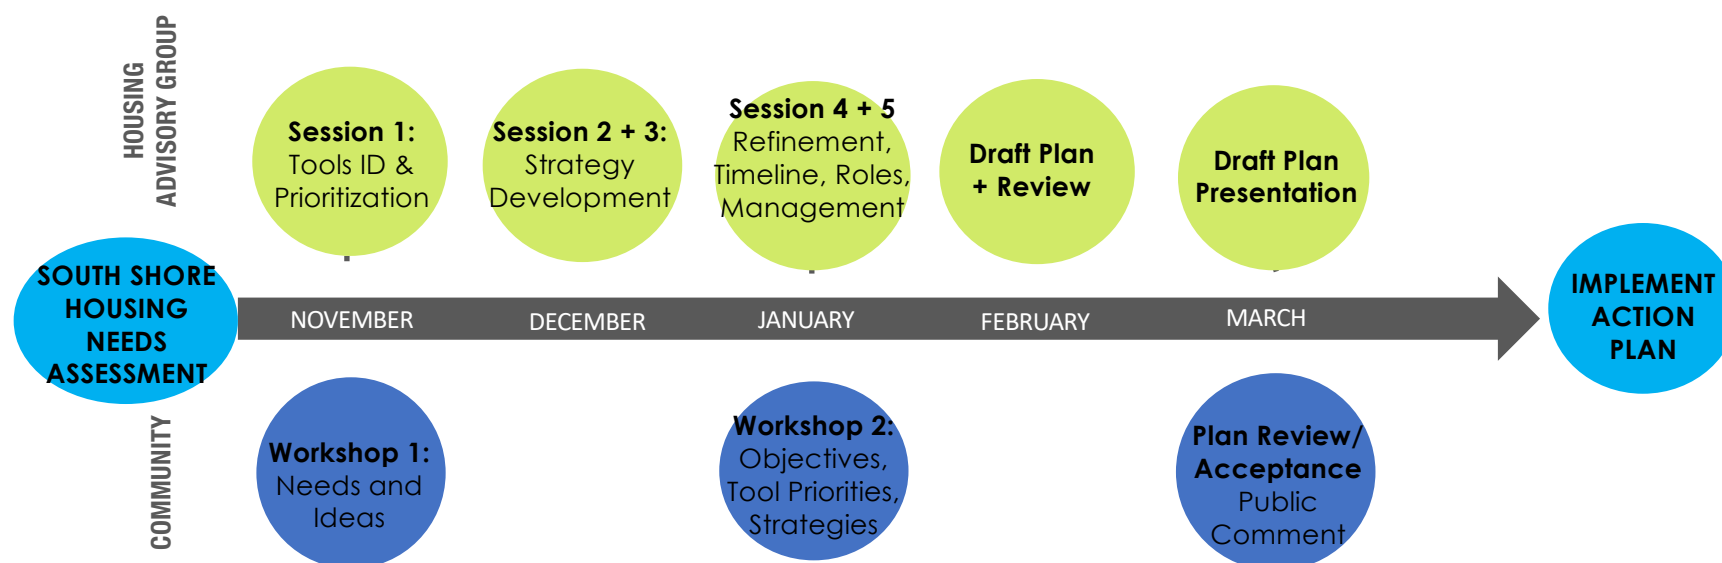 HOUSING
ADVISORY GROUP
Session 1:
Tools ID &
Prioritization
Session 2 + 3:
Strategy
Development
Session 4 + 5
Refinement,
Timeline, Roles,
Management
Draft Plan
+ Review
Draft Plan
Presentation
SOUTH SHORE
HOUSING
NEEDS
ASSESSMENT
NOVEMBER
DECEMBER
JANUARY
FEBRUARY
MARCH
IMPLEMENT
ACTION
PLAN
COMMUNITY
Workshop 1:
Needs and
Ideas
Workshop 2:
Objectives,
Tool Priorities,
Strategies
Plan Review/
Acceptance
Public
Comment